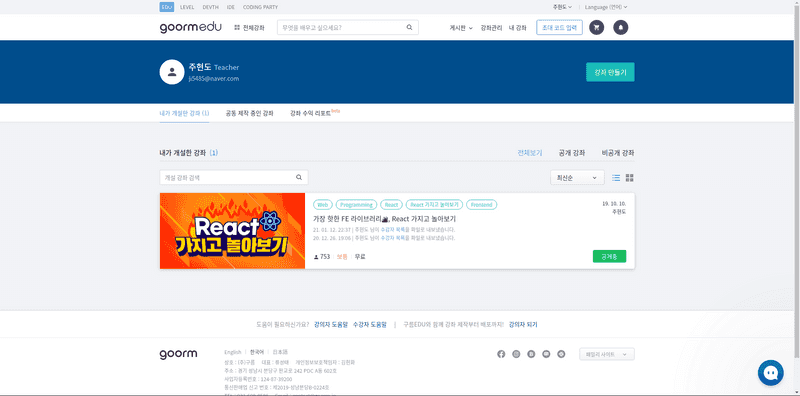 EDU LEVEL DEVTH IDE CODING PARTY 주현도 Language (언어)
goormedu 전체강좌 무엇을 배우고 싶으세요? 게시판 강좌관리 내 강좌 초대 코드 입력
주현도 Teacher
js5485@naver.com
강좌 만들기
내가 개설한 강좌 (1) 공동 제작 중인 강좌 강좌 수익 리포트 beta
내가 개설한 강좌 (1) 전체보기 공개 강좌 비공개 강좌
개설 강좌 검색 최신순
React
가지고 놀아보기
Web Programming React React 가지고 놀아보기 Frontend
19. 10. 10.
주현도
가장 핫한 FE 라이브러리, React 가지고 놀아보기
21. 01. 12. 22:37 | 주현도 님이 수료자 목록을 파일로 내보냈습니다.
20. 12. 26. 19:06 | 주현도 님이 수강자 목록을 파일로 내보냈습니다.
753 보통 무료 공개중
도움이 필요하신가요? 강의자 도움말 수강자 도움말 | 구름EDU와 함께 강좌 제작부터 배포까지! 강의자 되기
goorm English 한국어 日本語 패밀리 사이트
상호 : (주)구름 대표 : 류성태 개인정보보호책임자 : 김현유
주소 : 경기 성남시 분당구 판교로 242 PDC A동 602호
사업자등록번호 : 124-87-39200
통신판매업 신고 번호 : 제2019-성남분당B-0224호